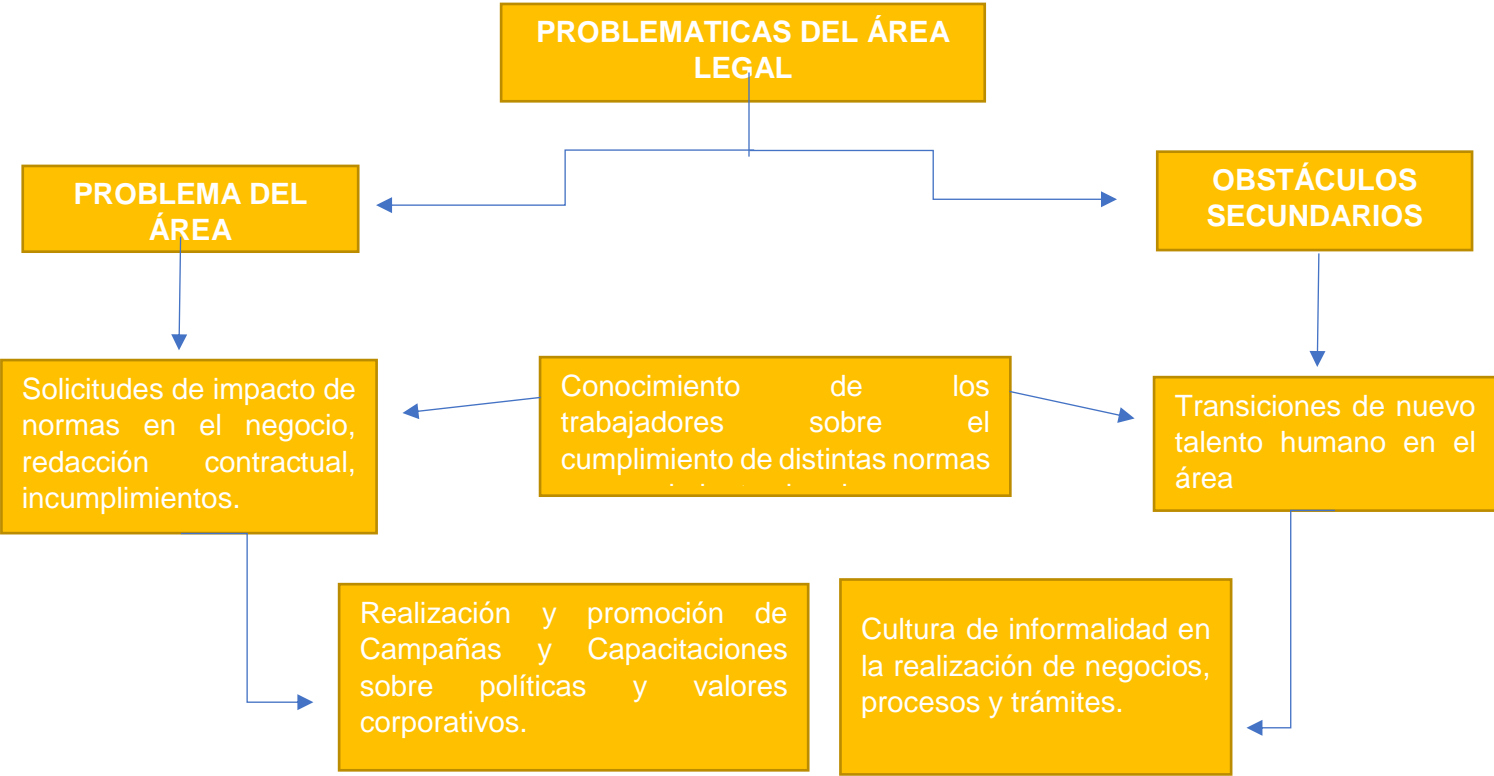 PROBLEMATICAS DEL ÁREA
LEGAL
PROBLEMA DEL
ÁREA
OBSTÁCULOS
SECUNDARIOS
Solicitudes de impacto de
normas en el negocio,
redacción contractual,
incumplimientos.
Conocimiento de los
trabajadores sobre el
cumplimiento de distintas normas
Transiciones de nuevo
talento humano en el
área
Realización y promoción de
Campañas y Capacitaciones
sobre políticas y valores
corporativos.
Cultura de informalidad en
la realización de negocios,
procesos y trámites.